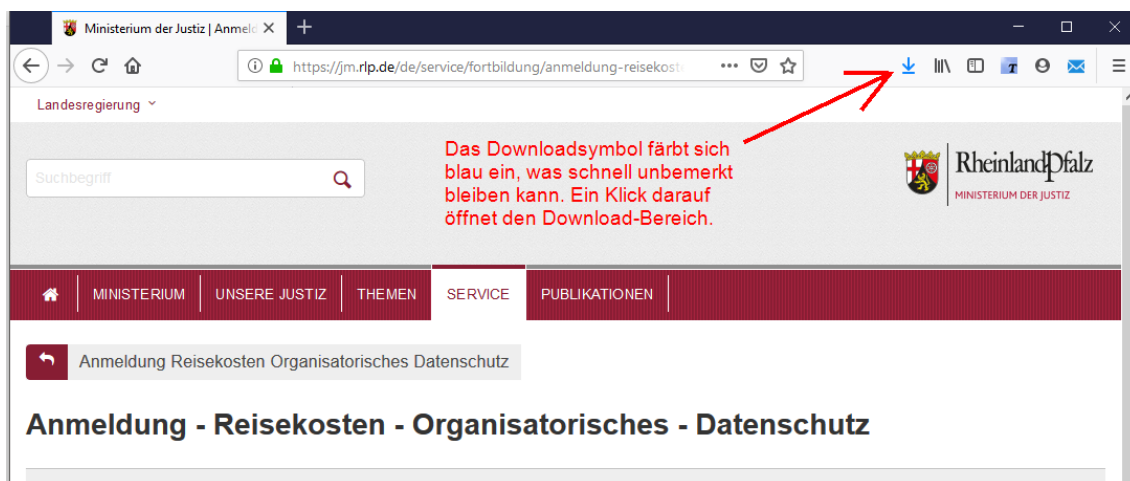 Ministerium der Justiz | Anmeld
https://jm.rlp.de/de/service/fortbildung/anmeldung-reisekost
Landesregierung
Das Downloadsymbol färbt sich
blau ein, was schnell unbemerkt
bleiben kann. Ein Klick darauf
öffnet den Download-Bereich.
Suchbegriff
RheinlandPfalz
MINISTERIUM DER JUSTIZ
MINISTERIUM UNSERE JUSTIZ THEMEN SERVICE PUBLIKATIONEN
Anmeldung Reisekosten Organisatorisches Datenschutz
Anmeldung - Reisekosten - Organisatorisches - Datenschutz